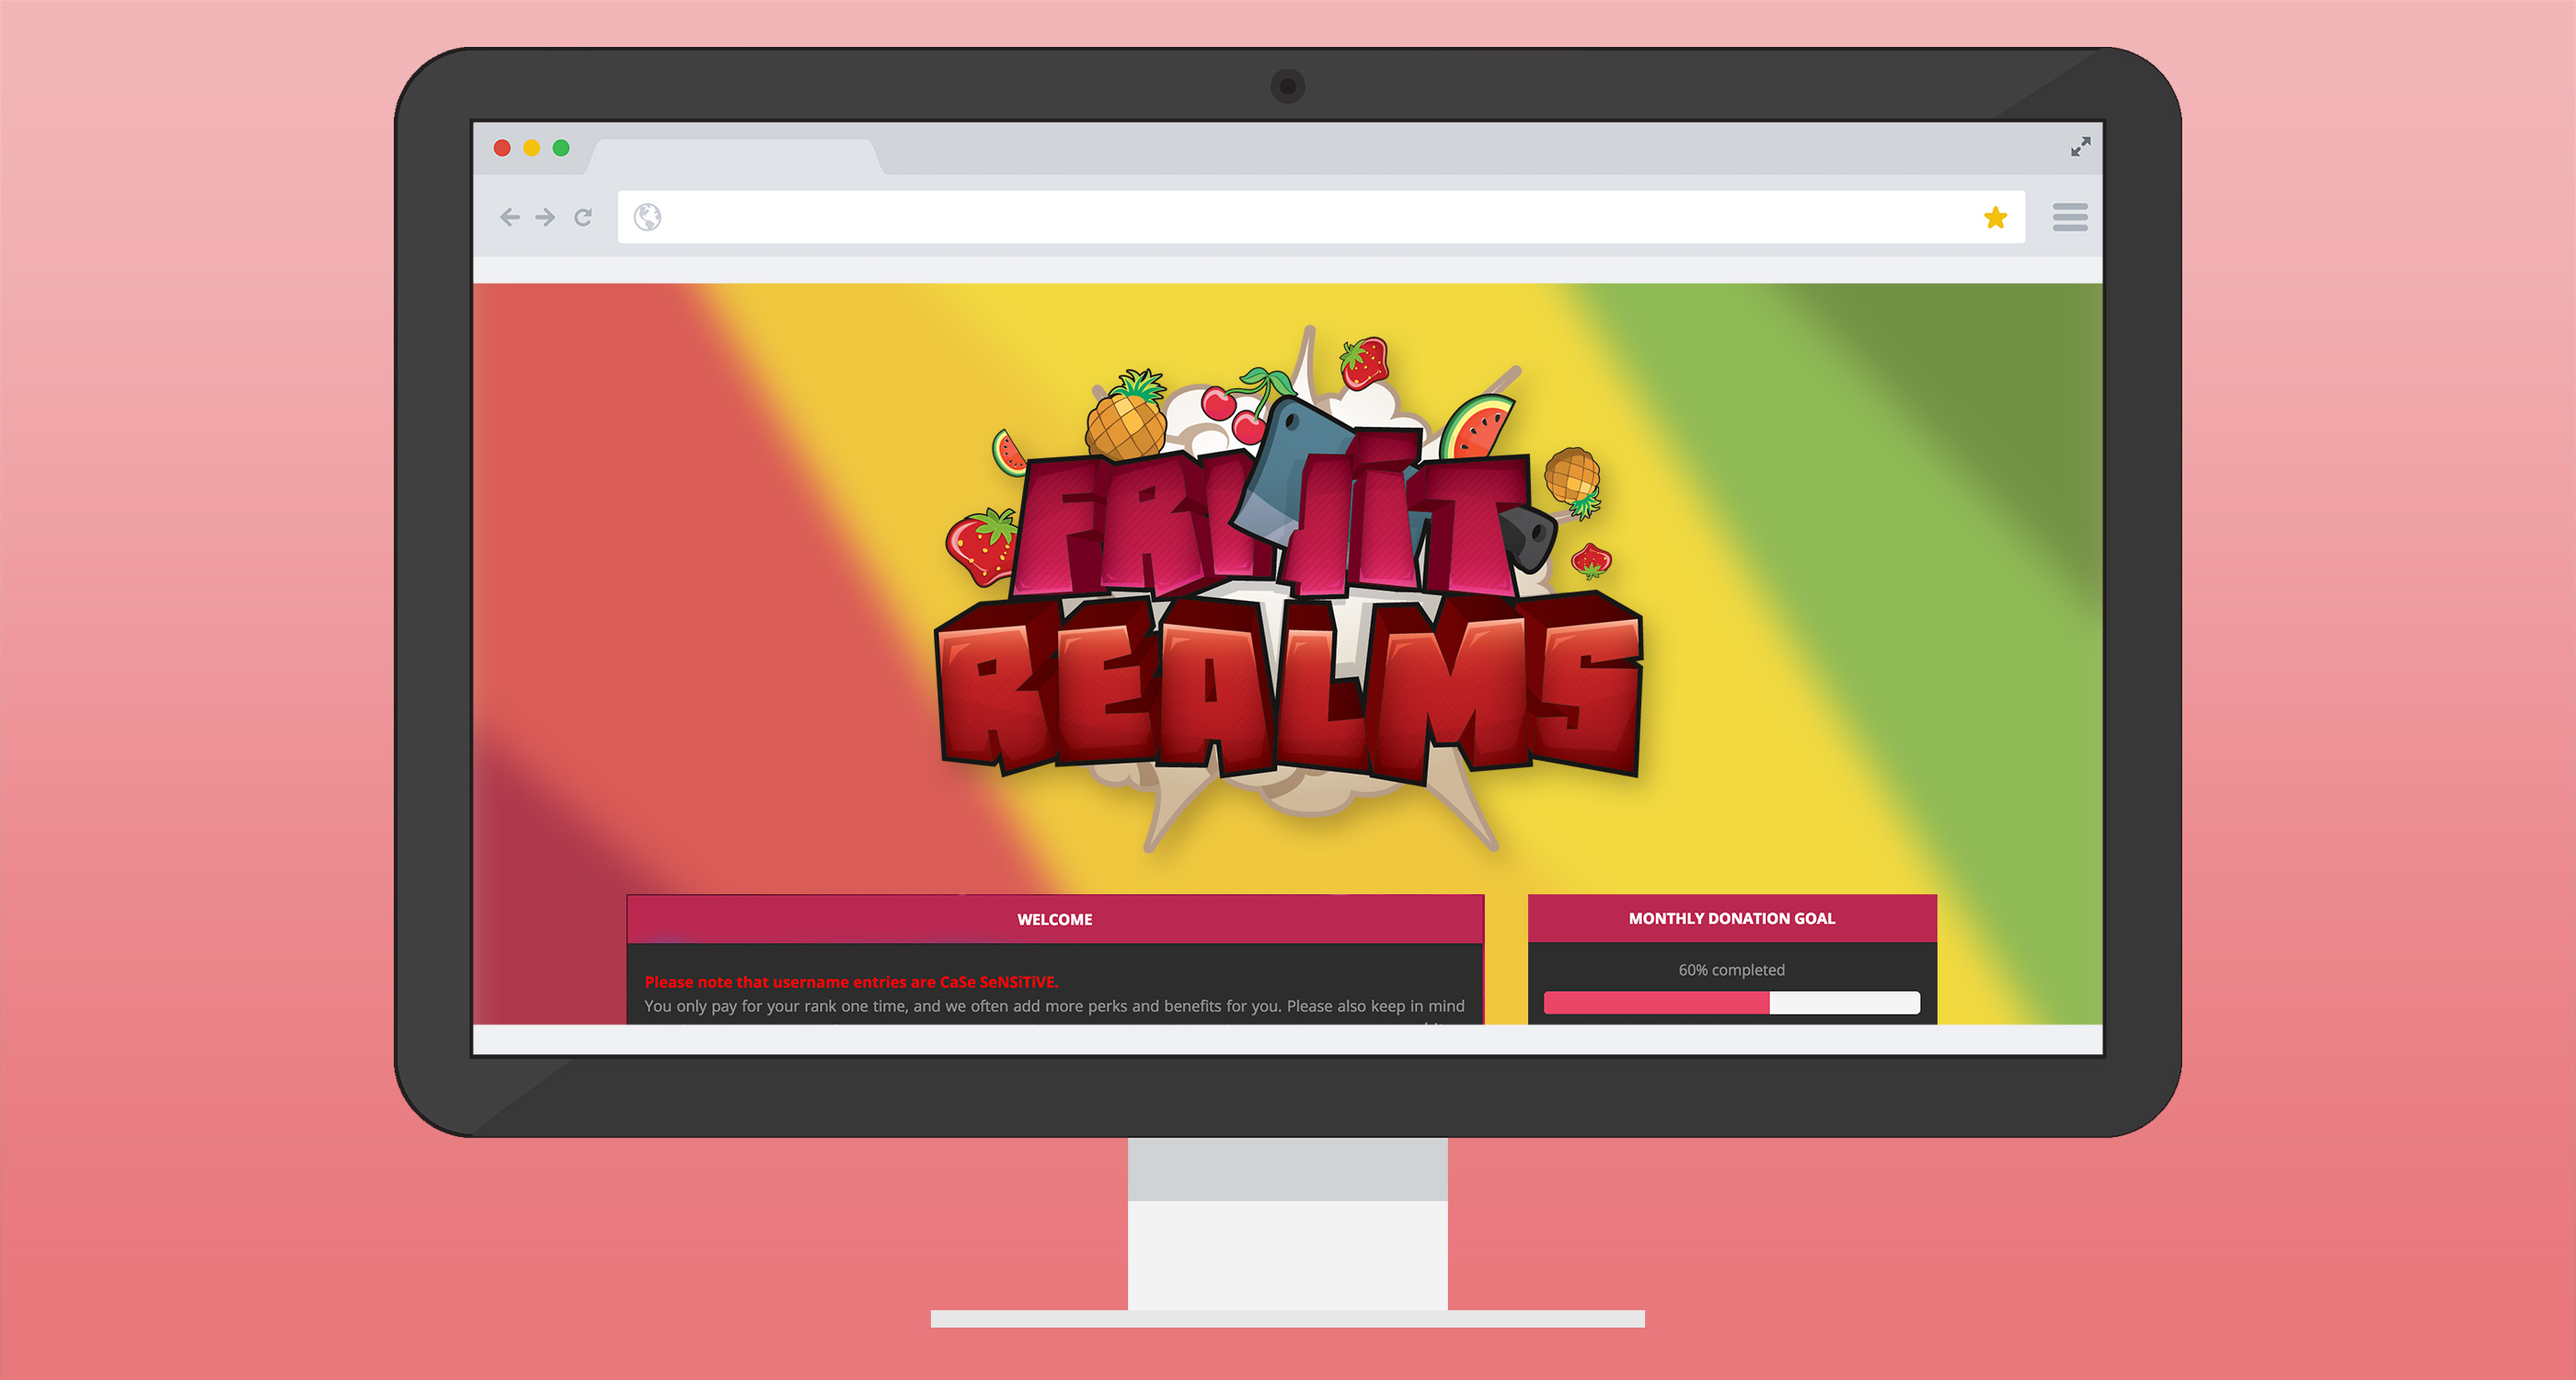 FRUIT
REALMS
WELCOME
MONTHLY DONATION GOAL
Please note that username entries are CaSe SeNSiTiVE.
You only pay for your rank one time, and we often add more perks and benefits for you. Please also keep in mind
60% completed